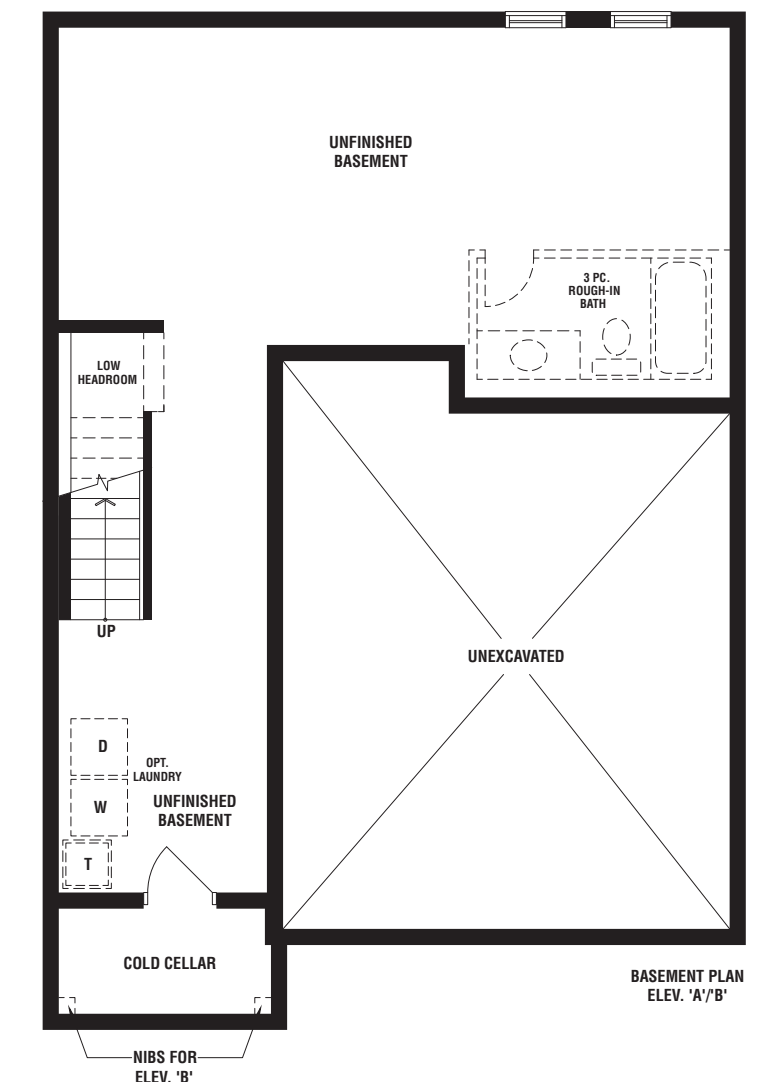 UNFINISHED
BASEMENT
3 PC.
ROUGH-IN
BATH
LOW
HEADROOM
UP
UNEXCAVATED
D
OPT.
LAUNDRY
W
UNFINISHED
BASEMENT
T
COLD CELLAR
BASEMENT PLAN
ELEV. 'A'/'B'
NIBS FOR
ELEV. 'B'